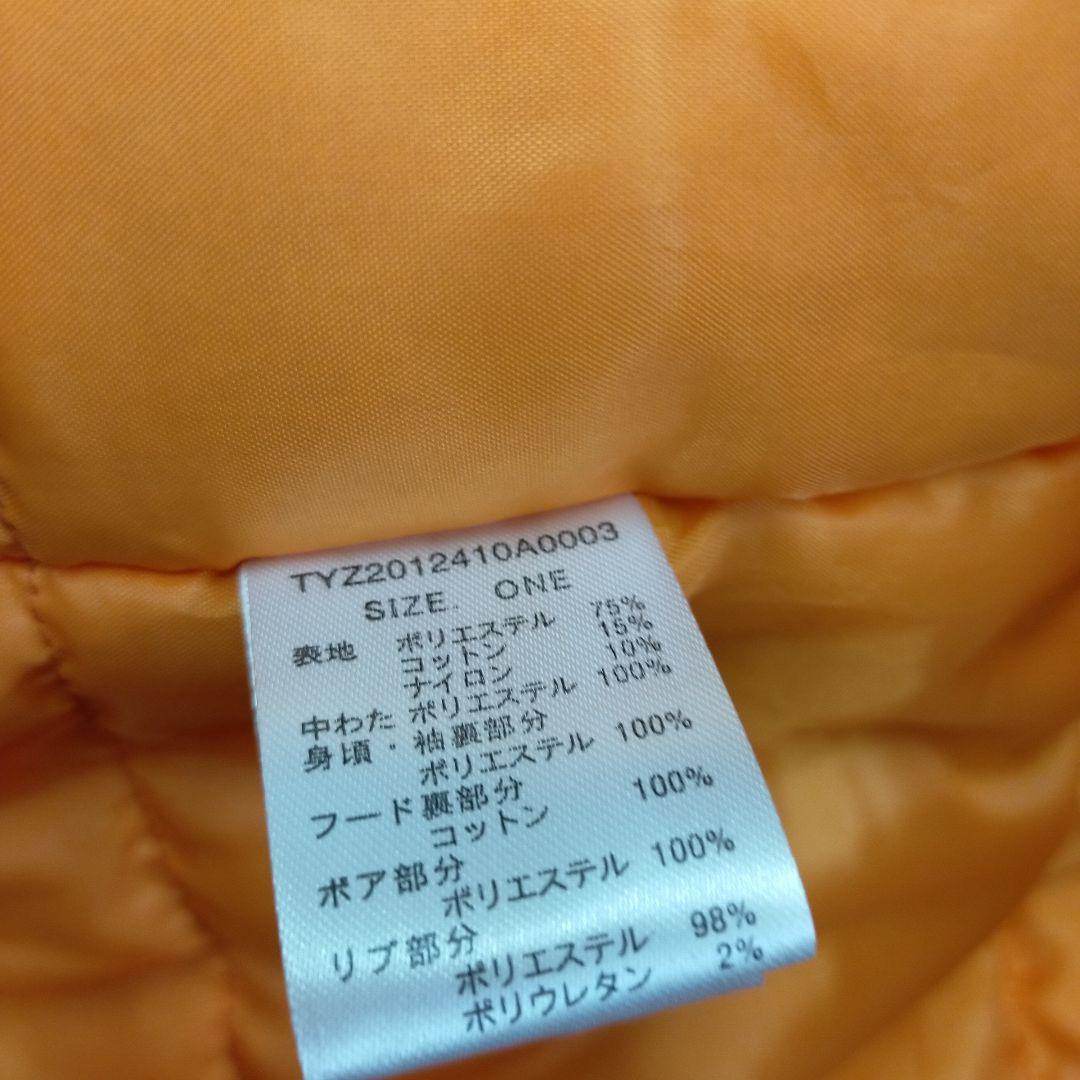 TYZ2012410A0003
SIZE. ONE
表地 ポリエステル 75%
コットン 15%
ナイロン 10%
中わた ポリエステル 100%
身頃・袖裏部分
ポリエステル 100%
フード裏部分
コットン 100%
ボア部分
ポリエステル 100%
リブ部分
ポリエステル 98%
ポリウレタン 2%